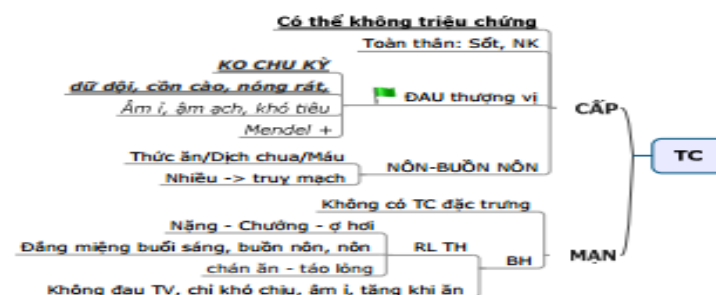 Có thể không triệu chứng
Toàn thân: Sốt, NK
KO CHU KỲ
dữ dội, cồn cào, nóng rát,
Âm ỉ, ậm ạch, khó tiêu
Mendel +
ĐAU thượng vị
CẤP
Thức ăn/Dịch chua/Máu
Nhiều -> truỵ mạch
NÔN-BUỒN NÔN
TC
Không có TC đặc trưng
Nặng - Chướng - ợ hơi
Đắng miệng buổi sáng, buồn nôn, nôn
chán ăn - táo lỏng
RL TH
BH
MẠN
Không đau TV, chỉ khó chịu, âm ỉ, tăng khi ăn